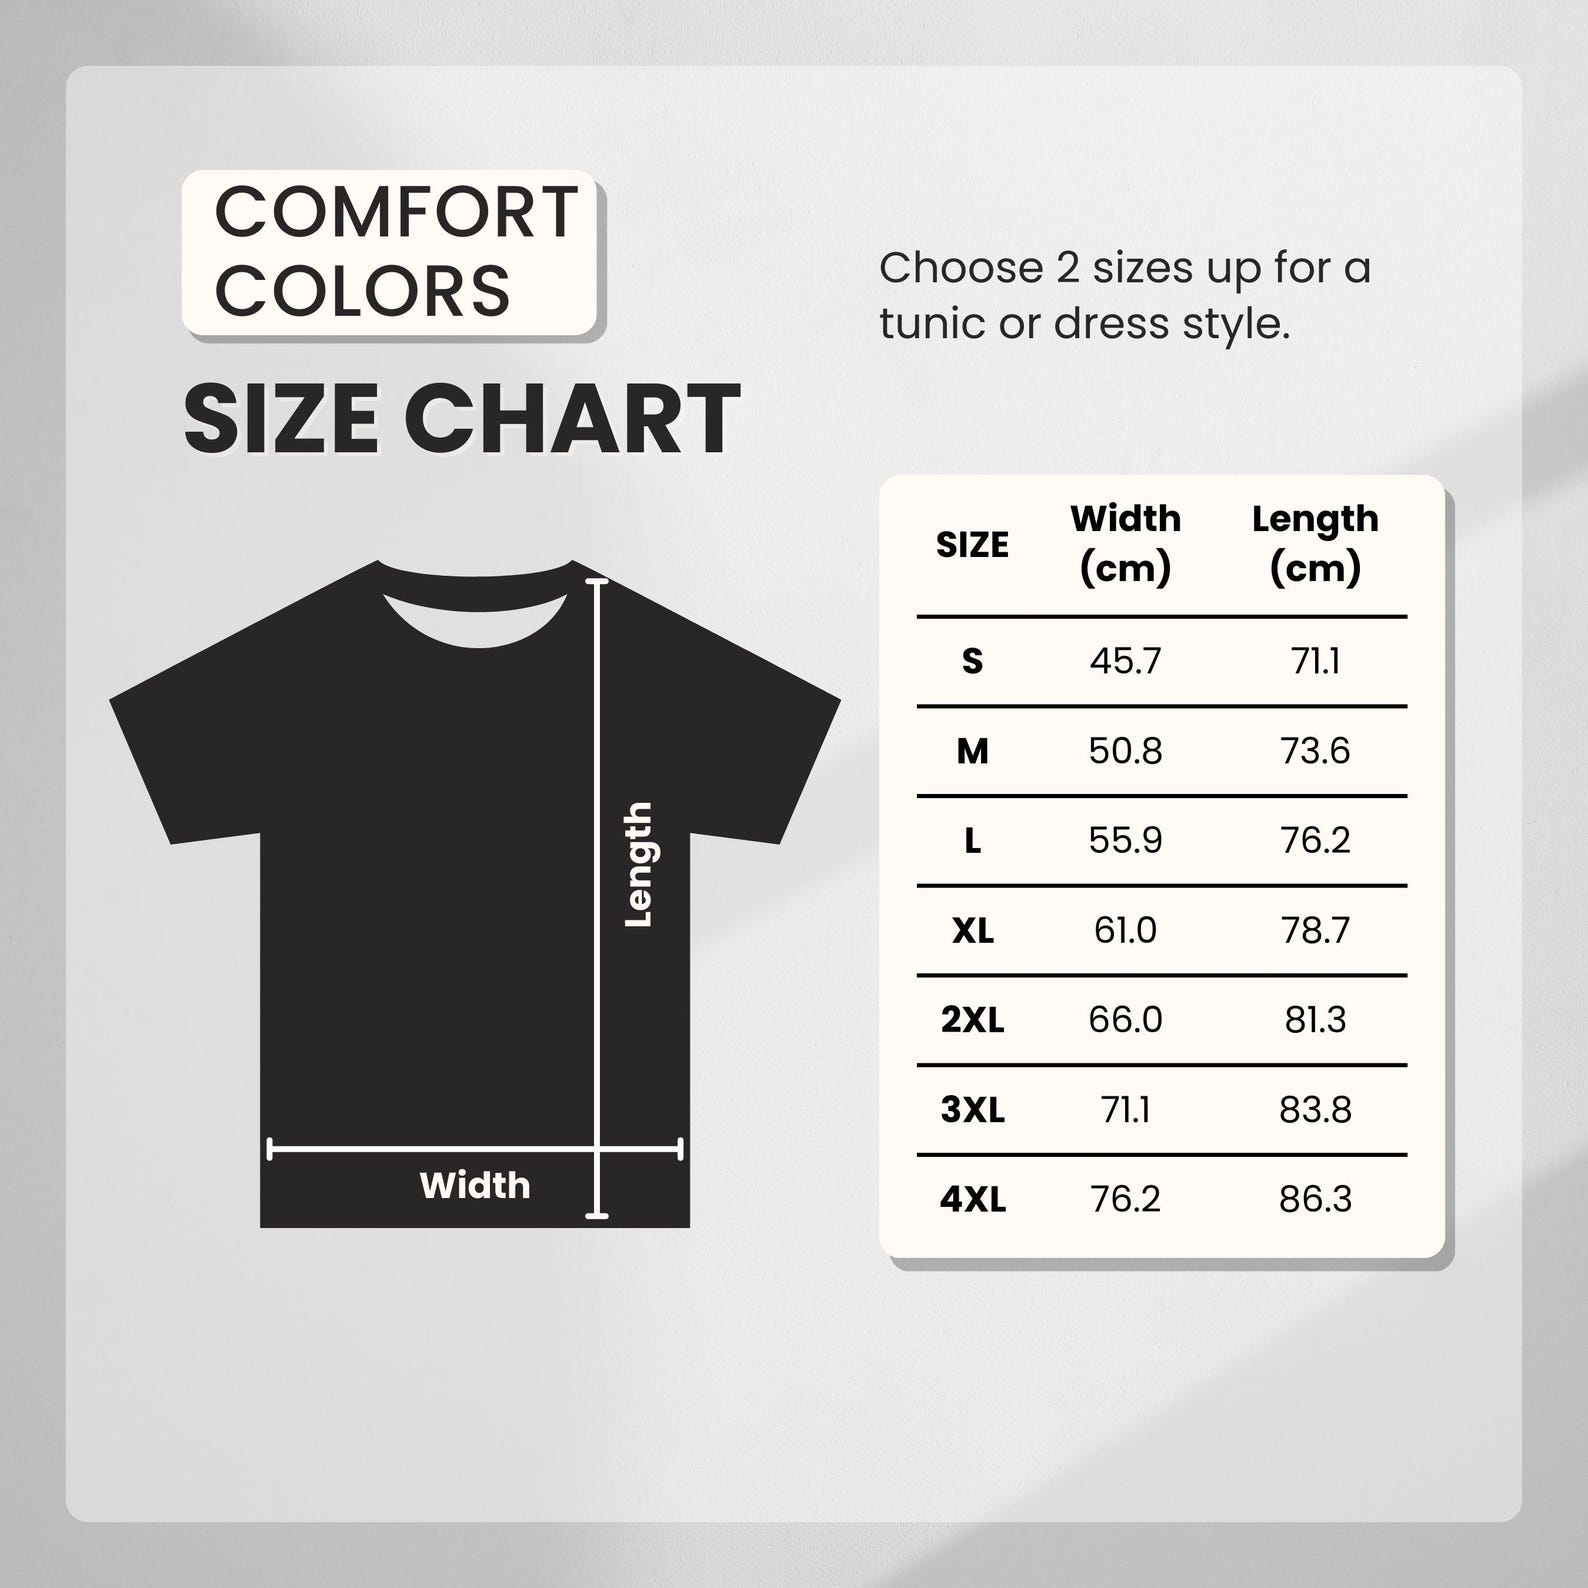 COMFORT
COLORS
SIZE CHART
Choose 2 sizes up for a
tunic or dress style.
Length
Width
SIZE Width (cm) Length (cm)
S 45.7 71.1
M 50.8 73.6
L 55.9 76.2
XL 61.0 78.7
2XL 66.0 81.3
3XL 71.1 83.8
4XL 76.2 86.3